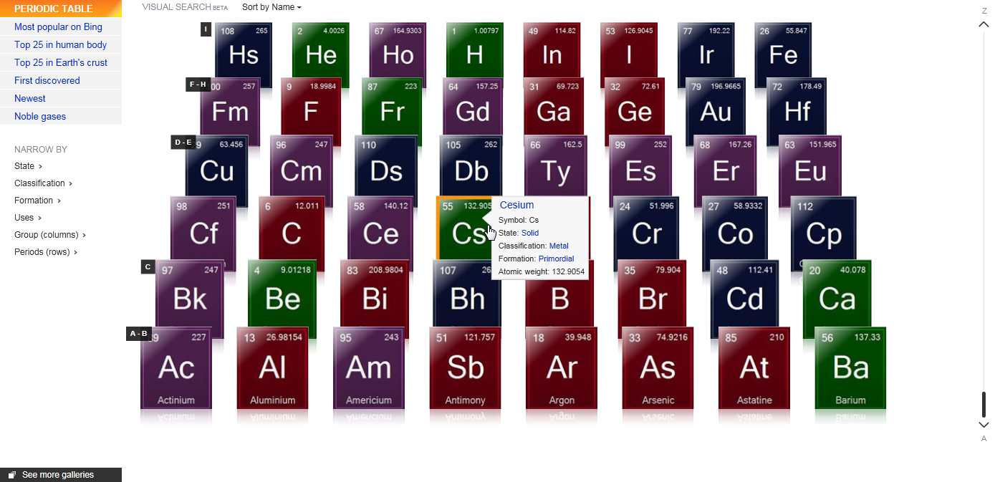 PERIODIC TABLE
Most popular on Bing
Top 25 in human body
Top 25 in Earth's crust
First discovered
Newest
Noble gases
NARROW BY
State ›
Classification ›
Formation ›
Uses ›
Group (columns) ›
Periods (rows) ›
See more galleries
VISUAL SEARCH BETA Sort by Name
Z
I
108 265 2 4.0026 67 164.9303 1 1.00797 49 114.82 53 126.9045 77 192.22 26 55.847
Hs He Ho H In I Ir Fe
F - H
00 257 9 18.9984 87 223 64 157.25 31 69.723 32 72.61 79 196.9665 72 178.49
Fm F Fr Gd Ga Ge Au Hf
D - E
9 63.456 96 247 110 105 262 66 162.5 99 252 68 167.26 63 151.965
Cu Cm Ds Db Ty Es Er Eu
98 251 6 12.011 58 140.12 55 132.905 24 51.996 27 58.9332 112
Cf C Ce Cs Cr Co Cp
Cesium
Symbol: Cs
State: Solid
Classification: Metal
Formation: Primordial
Atomic weight: 132.9054
C
97 247 4 9.01218 83 208.9804 107 26 35 79.904 48 112.41 20 40.078
Bk Be Bi Bh B Br Cd Ca
A - B
89 227 13 26.98154 95 243 51 121.757 18 39.948 33 74.9216 85 210 56 137.33
Ac Al Am Sb Ar As At Ba
Actinium Aluminium Americium Antimony Argon Arsenic Astatine Barium
A